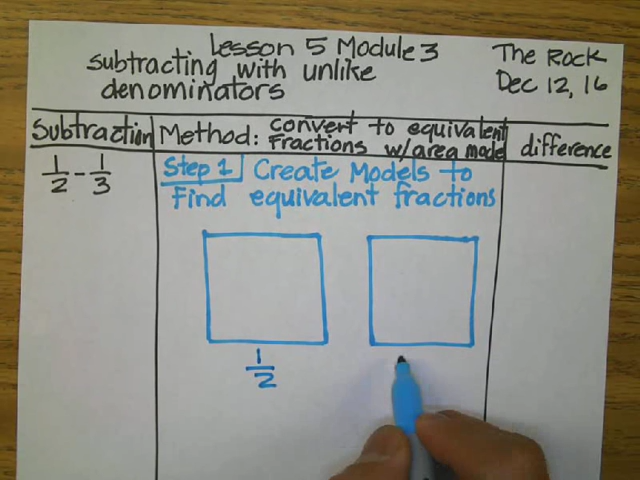 Lesson 5 Module 3
subtracting with unlike
denominators
The Rock
Dec 12, 16
Subtraction
Method: convert to equivalent
fractions w/area model
difference
1/2 - 1/3
Step 1 Create Models to
Find equivalent fractions
1/2